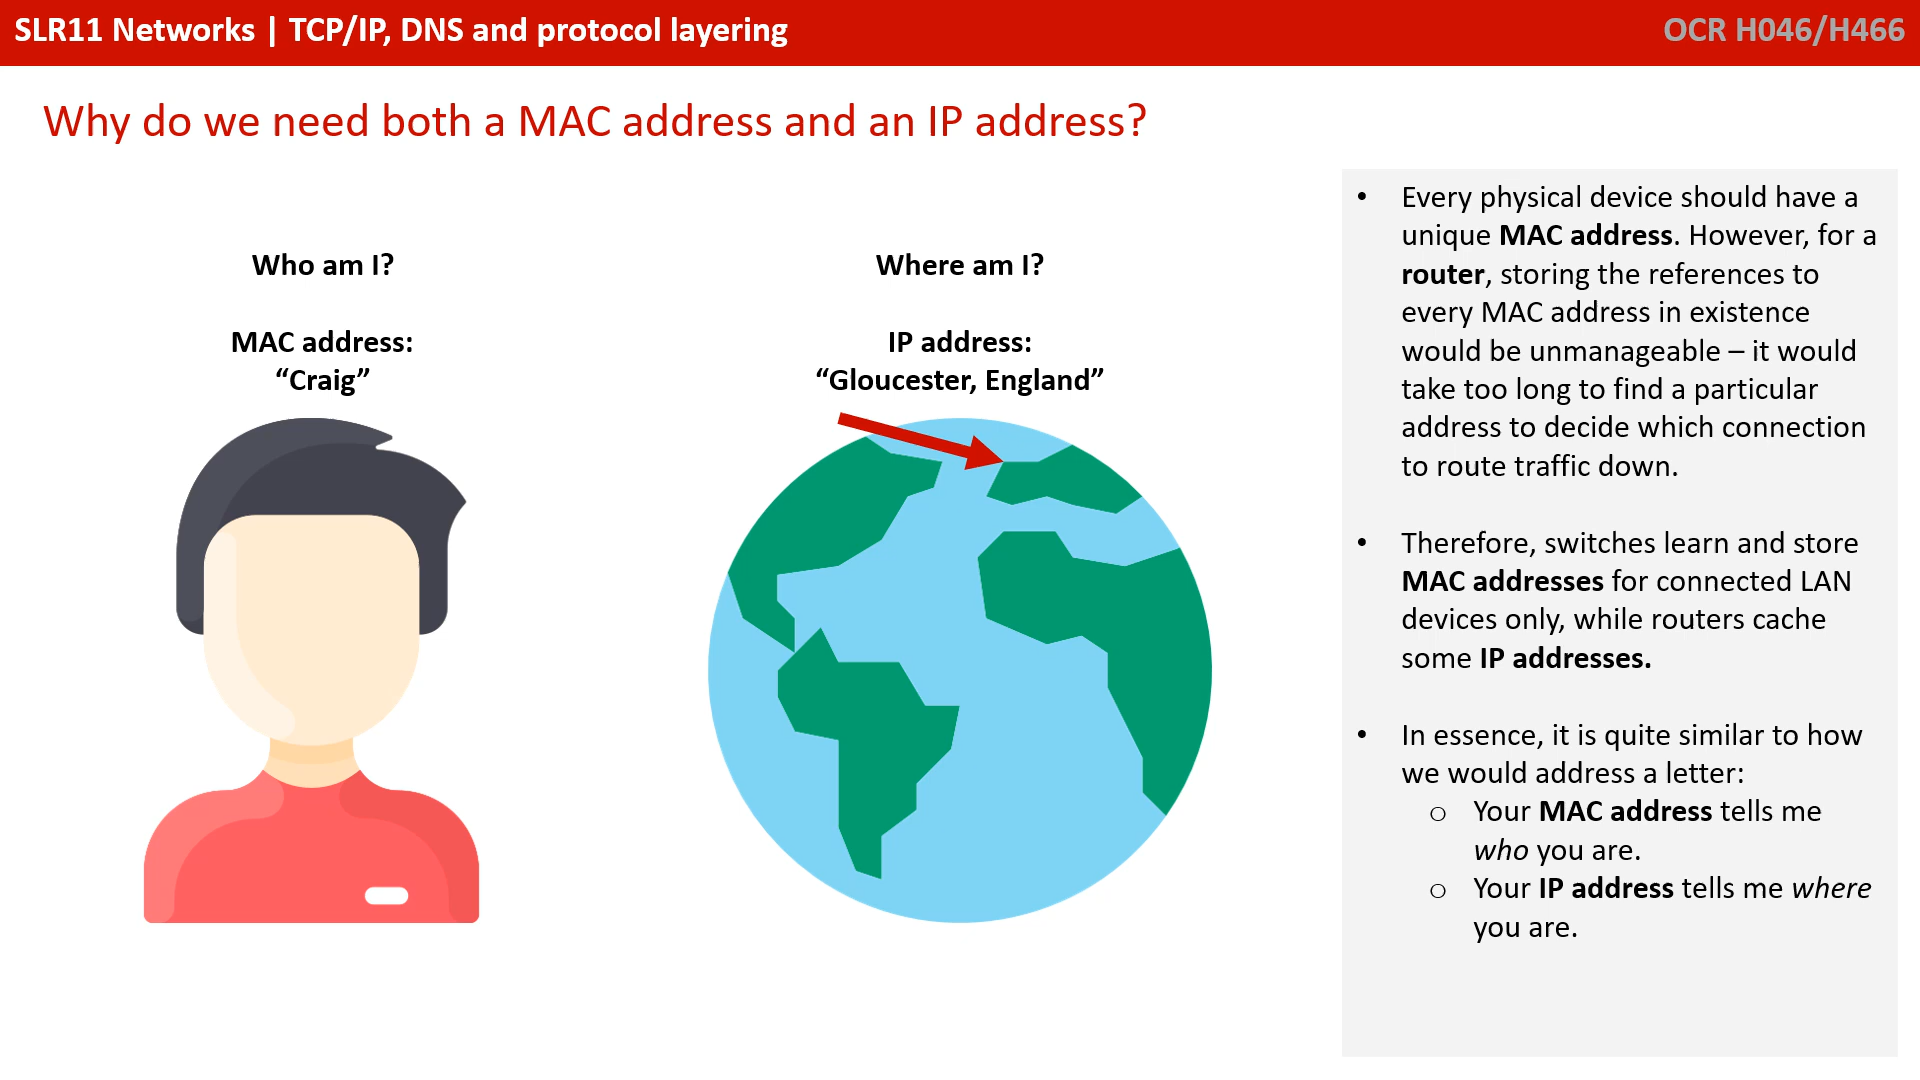 SLR11 Networks | TCP/IP, DNS and protocol layering
OCR H046/H466
Why do we need both a MAC address and an IP address?
Who am I?
MAC address:
“Craig”
Where am I?
IP address:
“Gloucester, England”
• Every physical device should have a
unique MAC address. However, for a
router, storing the references to
every MAC address in existence
would be unmanageable – it would
take too long to find a particular
address to decide which connection
to route traffic down.
• Therefore, switches learn and store
MAC addresses for connected LAN
devices only, while routers cache
some IP addresses.
• In essence, it is quite similar to how
we would address a letter:
o Your MAC address tells me
who you are.
o Your IP address tells me where
you are.